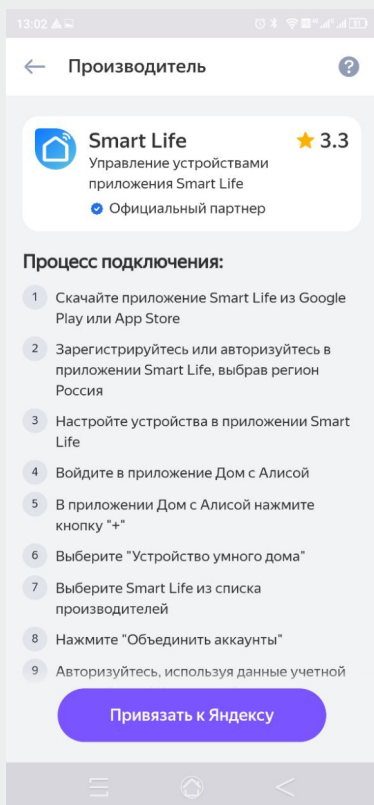 13:02
51
Производитель
?
Smart Life
3.3
Управление устройствами
приложения Smart Life
Официальный партнер
Процесс подключения:
1 Скачайте приложение Smart Life из Google
Play или App Store
2 Зарегистрируйтесь или авторизуйтесь в
приложении Smart Life, выбрав регион
Россия
3 Настройте устройства в приложении Smart
Life
4 Войдите в приложение Дом с Алисой
5 В приложении Дом с Алисой нажмите
кнопку "+"
6 Выберите "Устройство умного дома"
7 Выберите Smart Life из списка
производителей
8 Нажмите "Объединить аккаунты"
9 Авторизуйтесь, используя данные учетной
Привязать к Яндексу